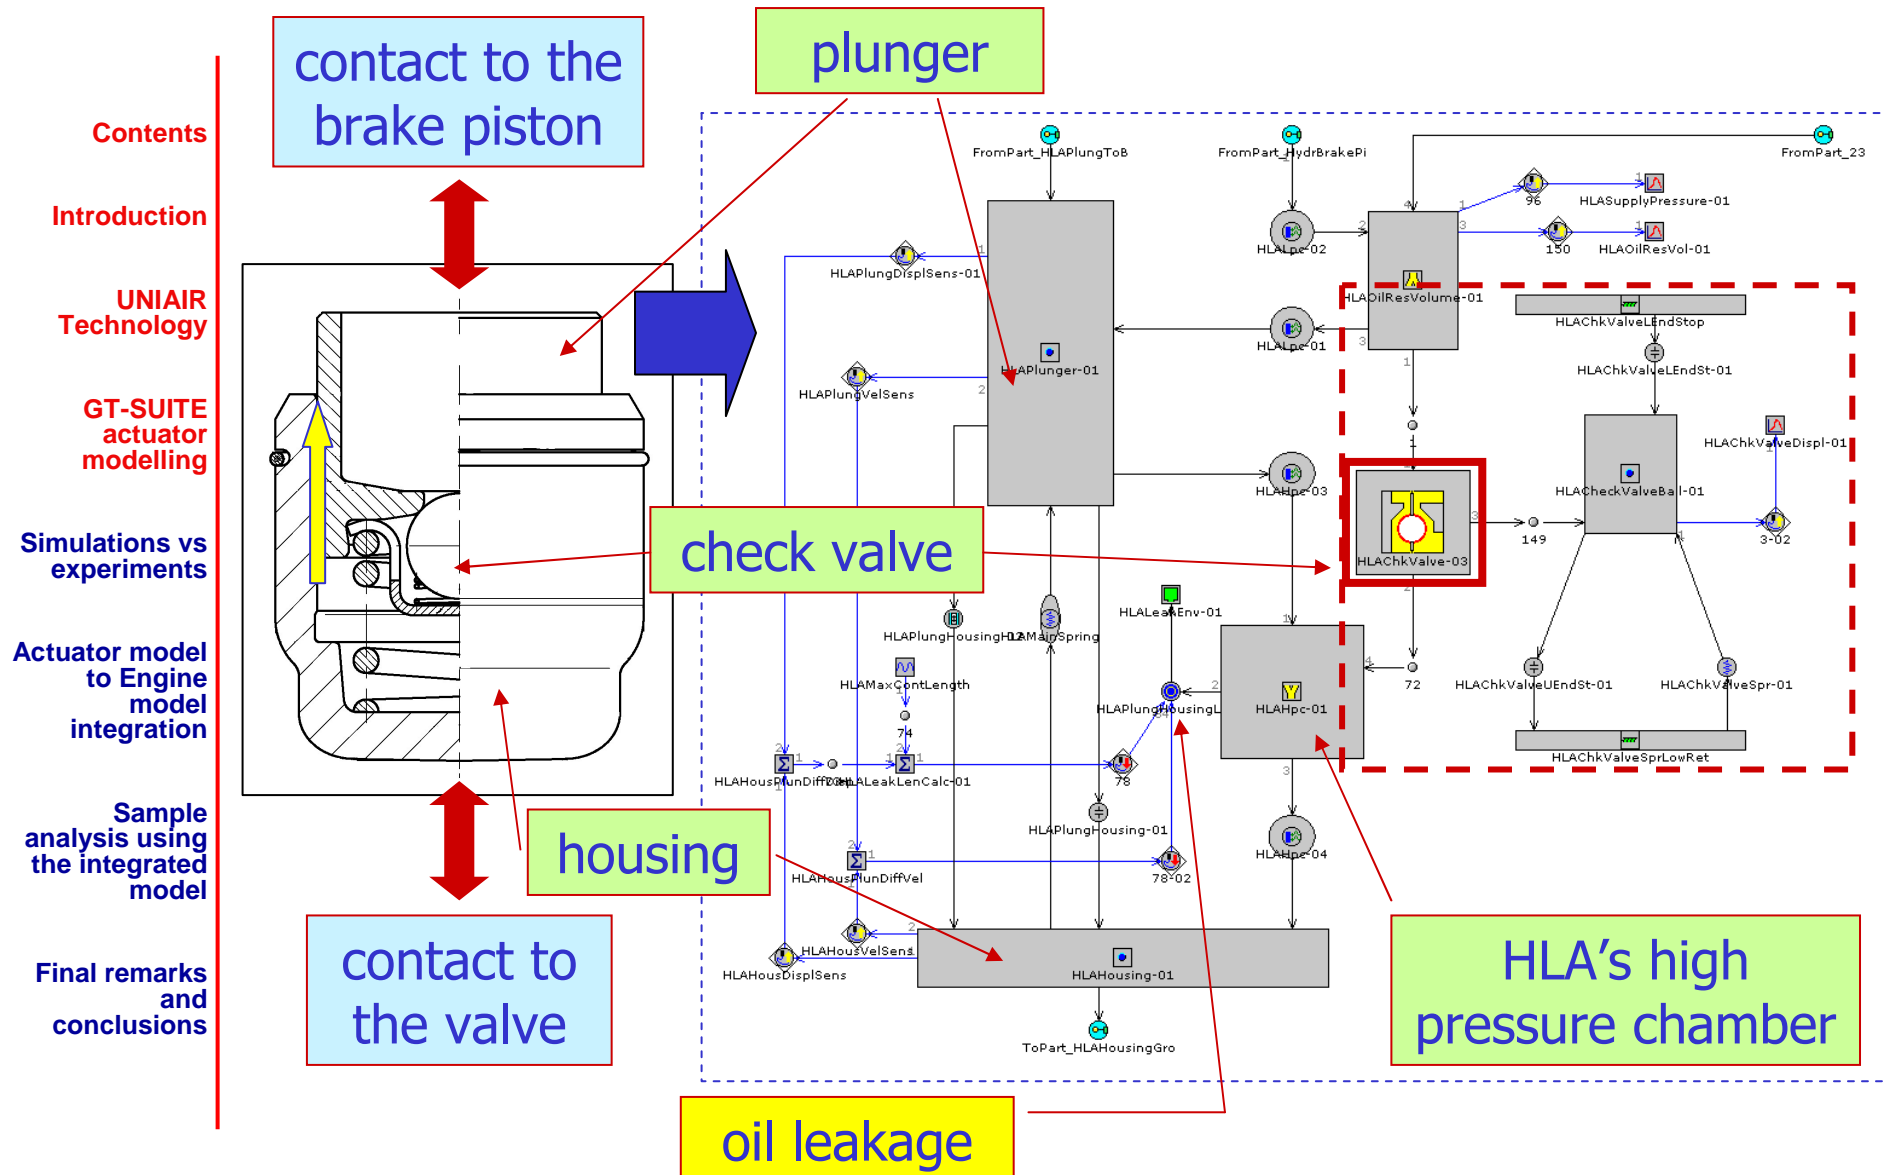 Contents
Introduction
UNIAIR
Technology
GT-SUITE
actuator
modelling
Simulations vs
experiments
Actuator model
to Engine
model
integration
Sample
analysis using
the integrated
model
Final remarks
and
conclusions
contact to the
brake piston
plunger
check valve
housing
contact to
the valve
oil leakage
HLA's high
pressure chamber
FromPart_HLAPlungToB
FromPart_HydrBrakePi
FromPart_23
96
HLASupplyPressure-01
150
HLAOilResVol-01
HLALpc-02
HLAOilResVolume-01
HLAPlungDisplSens-01
HLALpc-01
HLAPlunger-01
HLAPlungVelSens
HLAChkValveLEndStop
HLAChkValveLEndSt-01
HLAChkValveDispl-01
HLAHpc-03
HLACheckValveBall-01
149
3-02
HLAChkValve-03
HLALeakEnv-01
HLAMainSpring
HLAMaxContLength
74
HLAPlungHousingL
HLAHpc-01
72
HLAChkValveUEndSt-01
HLAChkValveSpr-01
HLAChkValveSprLowRet
HLALeakLenCalc-01
78
HLAPlungHousing-01
HLAHpc-04
HLAHousPlunDiffVel
78-02
HLAHousVelSens
HLAHousDisplSens
HLAHousing-01
ToPart_HLAHousingGro